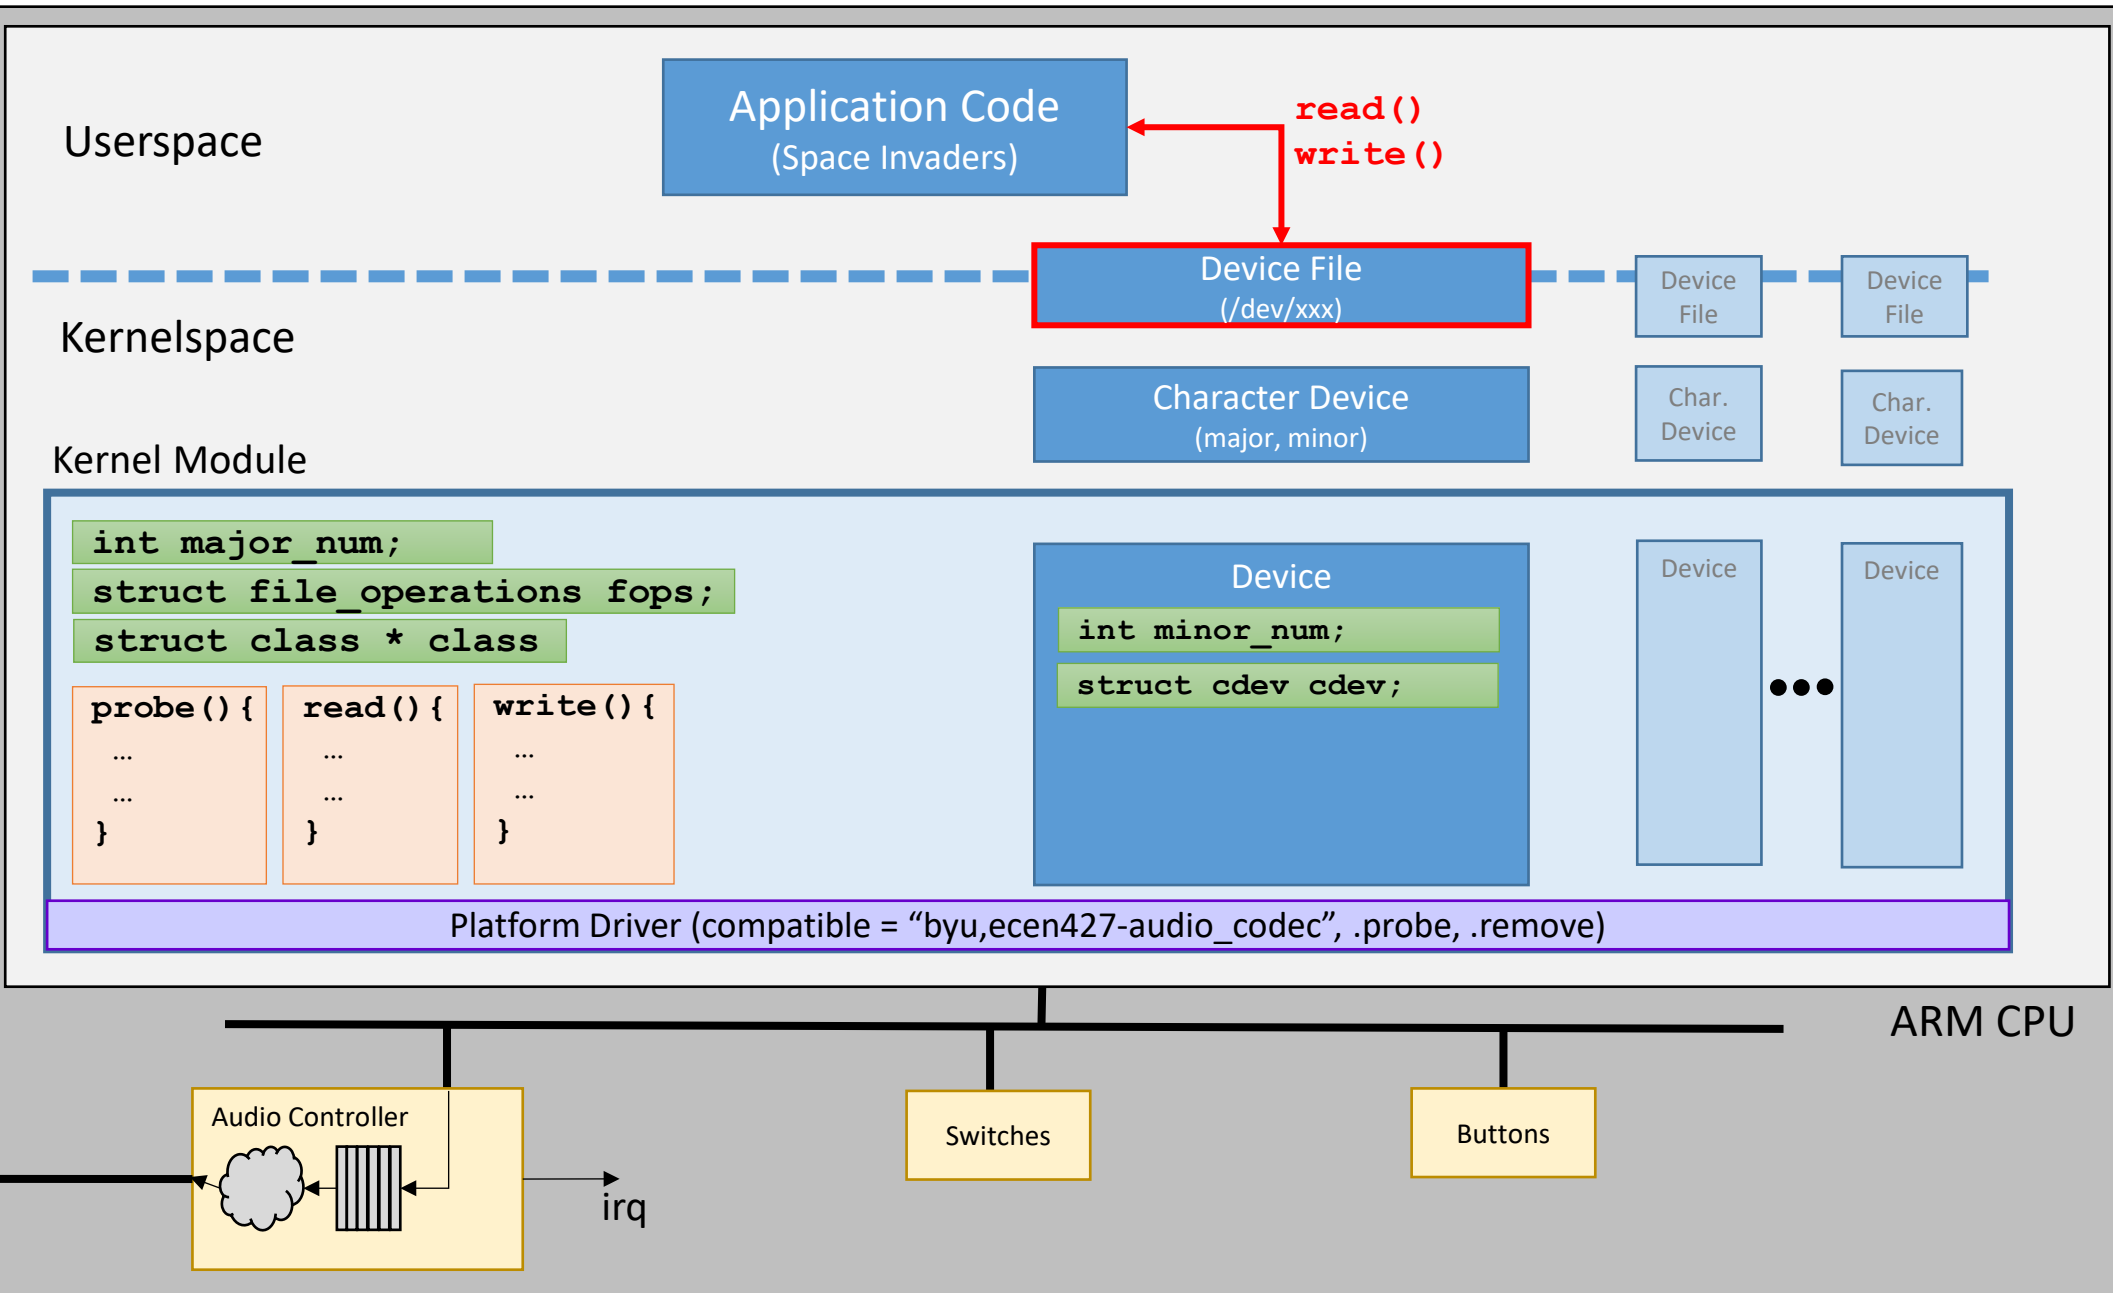 Userspace
Application Code
(Space Invaders)
read()
write()
Device File
(/dev/xxx)
Device
File
Device
File
Kernelspace
Character Device
(major, minor)
Char.
Device
Char.
Device
Kernel Module
int major_num;
struct file_operations fops;
struct class * class
probe(){
…
…
}
read(){
…
…
}
write(){
…
…
}
Device
int minor_num;
struct cdev cdev;
Device
Device
Platform Driver (compatible = “byu,ecen427-audio_codec”, .probe, .remove)
ARM CPU
Audio Controller
irq
Switches
Buttons